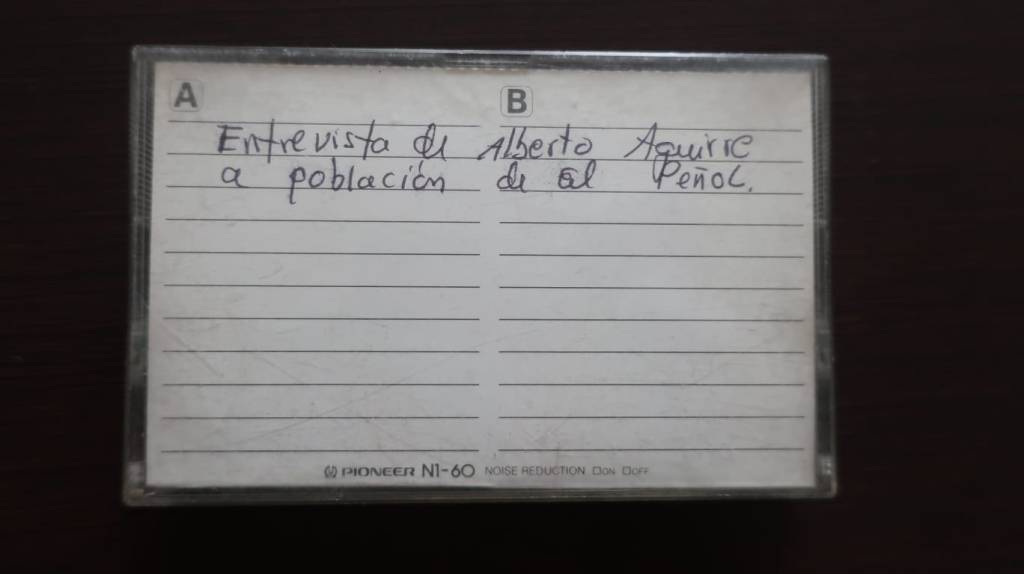 A
B
Entrevista de Alberto Aguirre
a población de el Peñol.
PIONEER N1-60 NOISE REDUCTION ON OFF